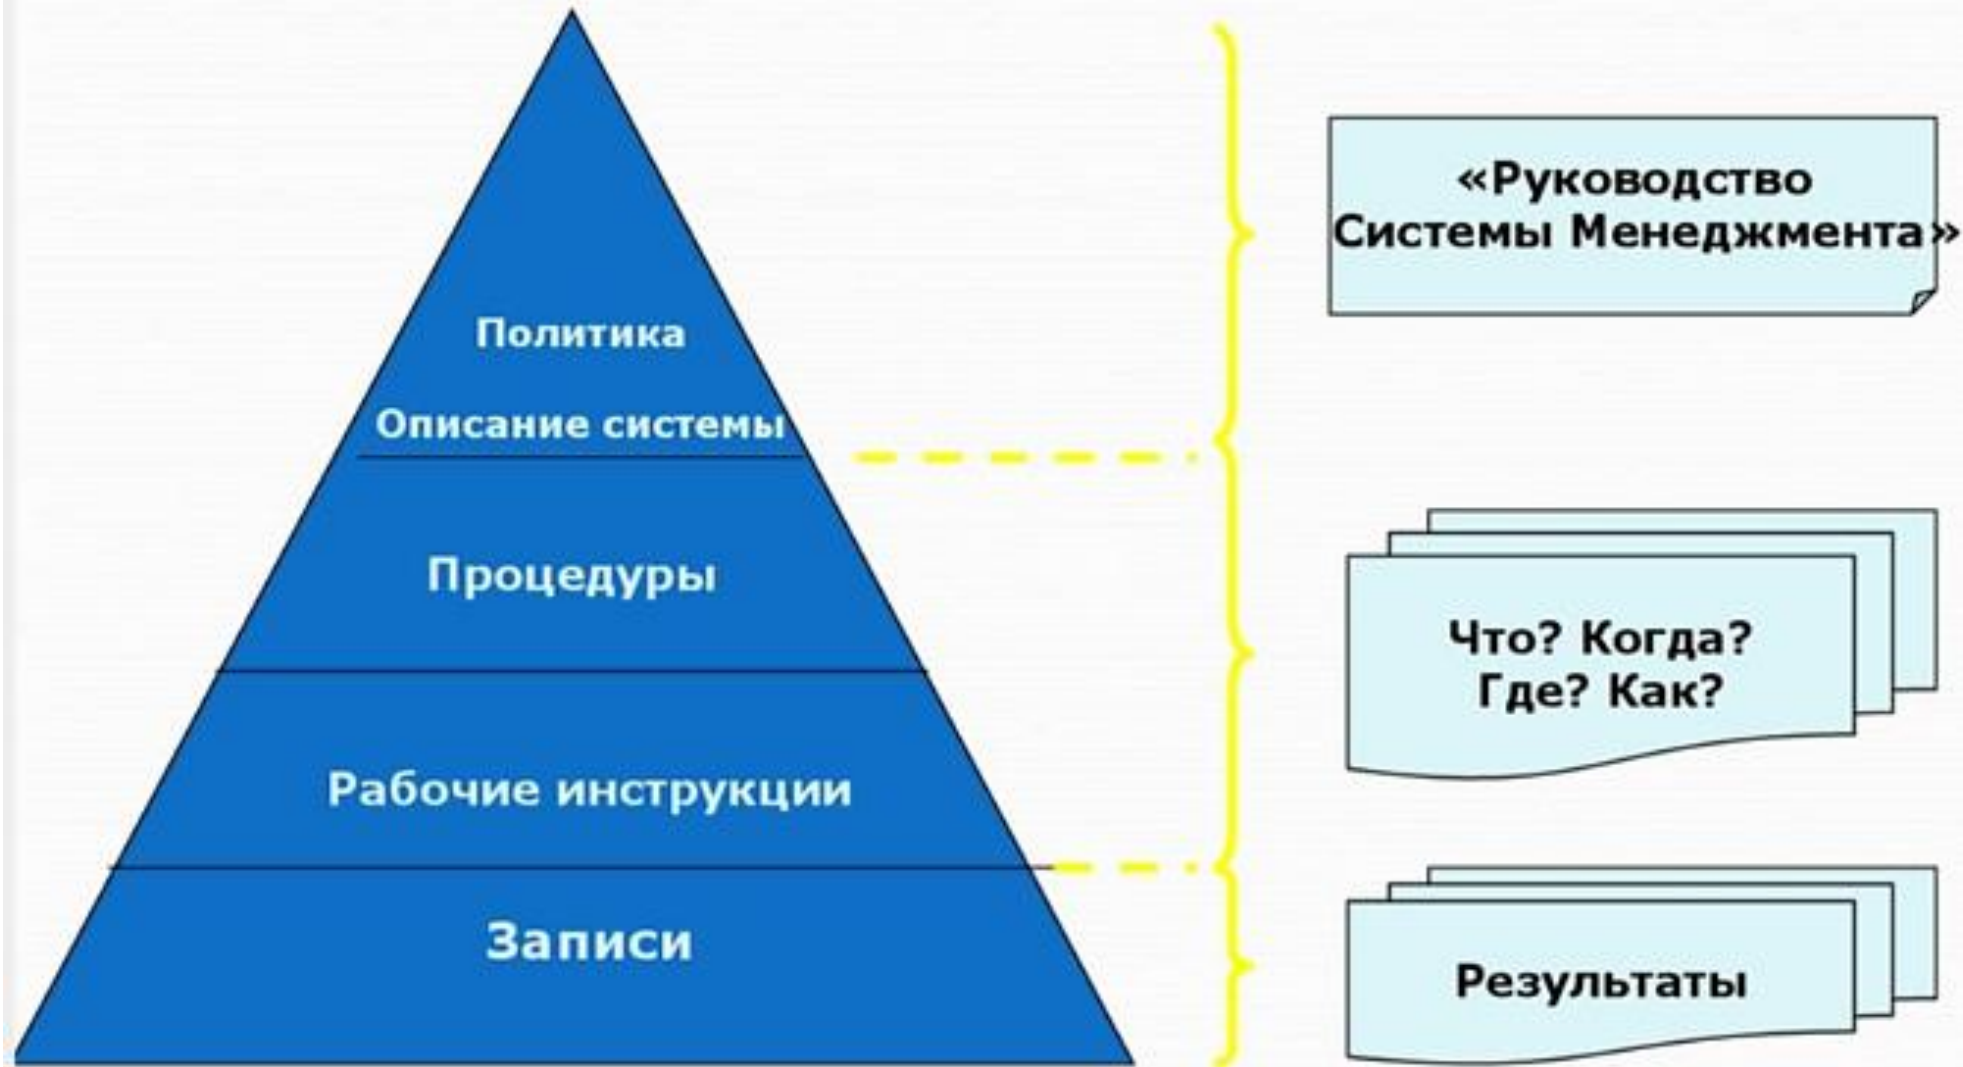 Политика
Описание системы
Процедуры
Рабочие инструкции
Записи
«Руководство
Системы Менеджмента»
Что? Когда?
Где? Как?
Результаты